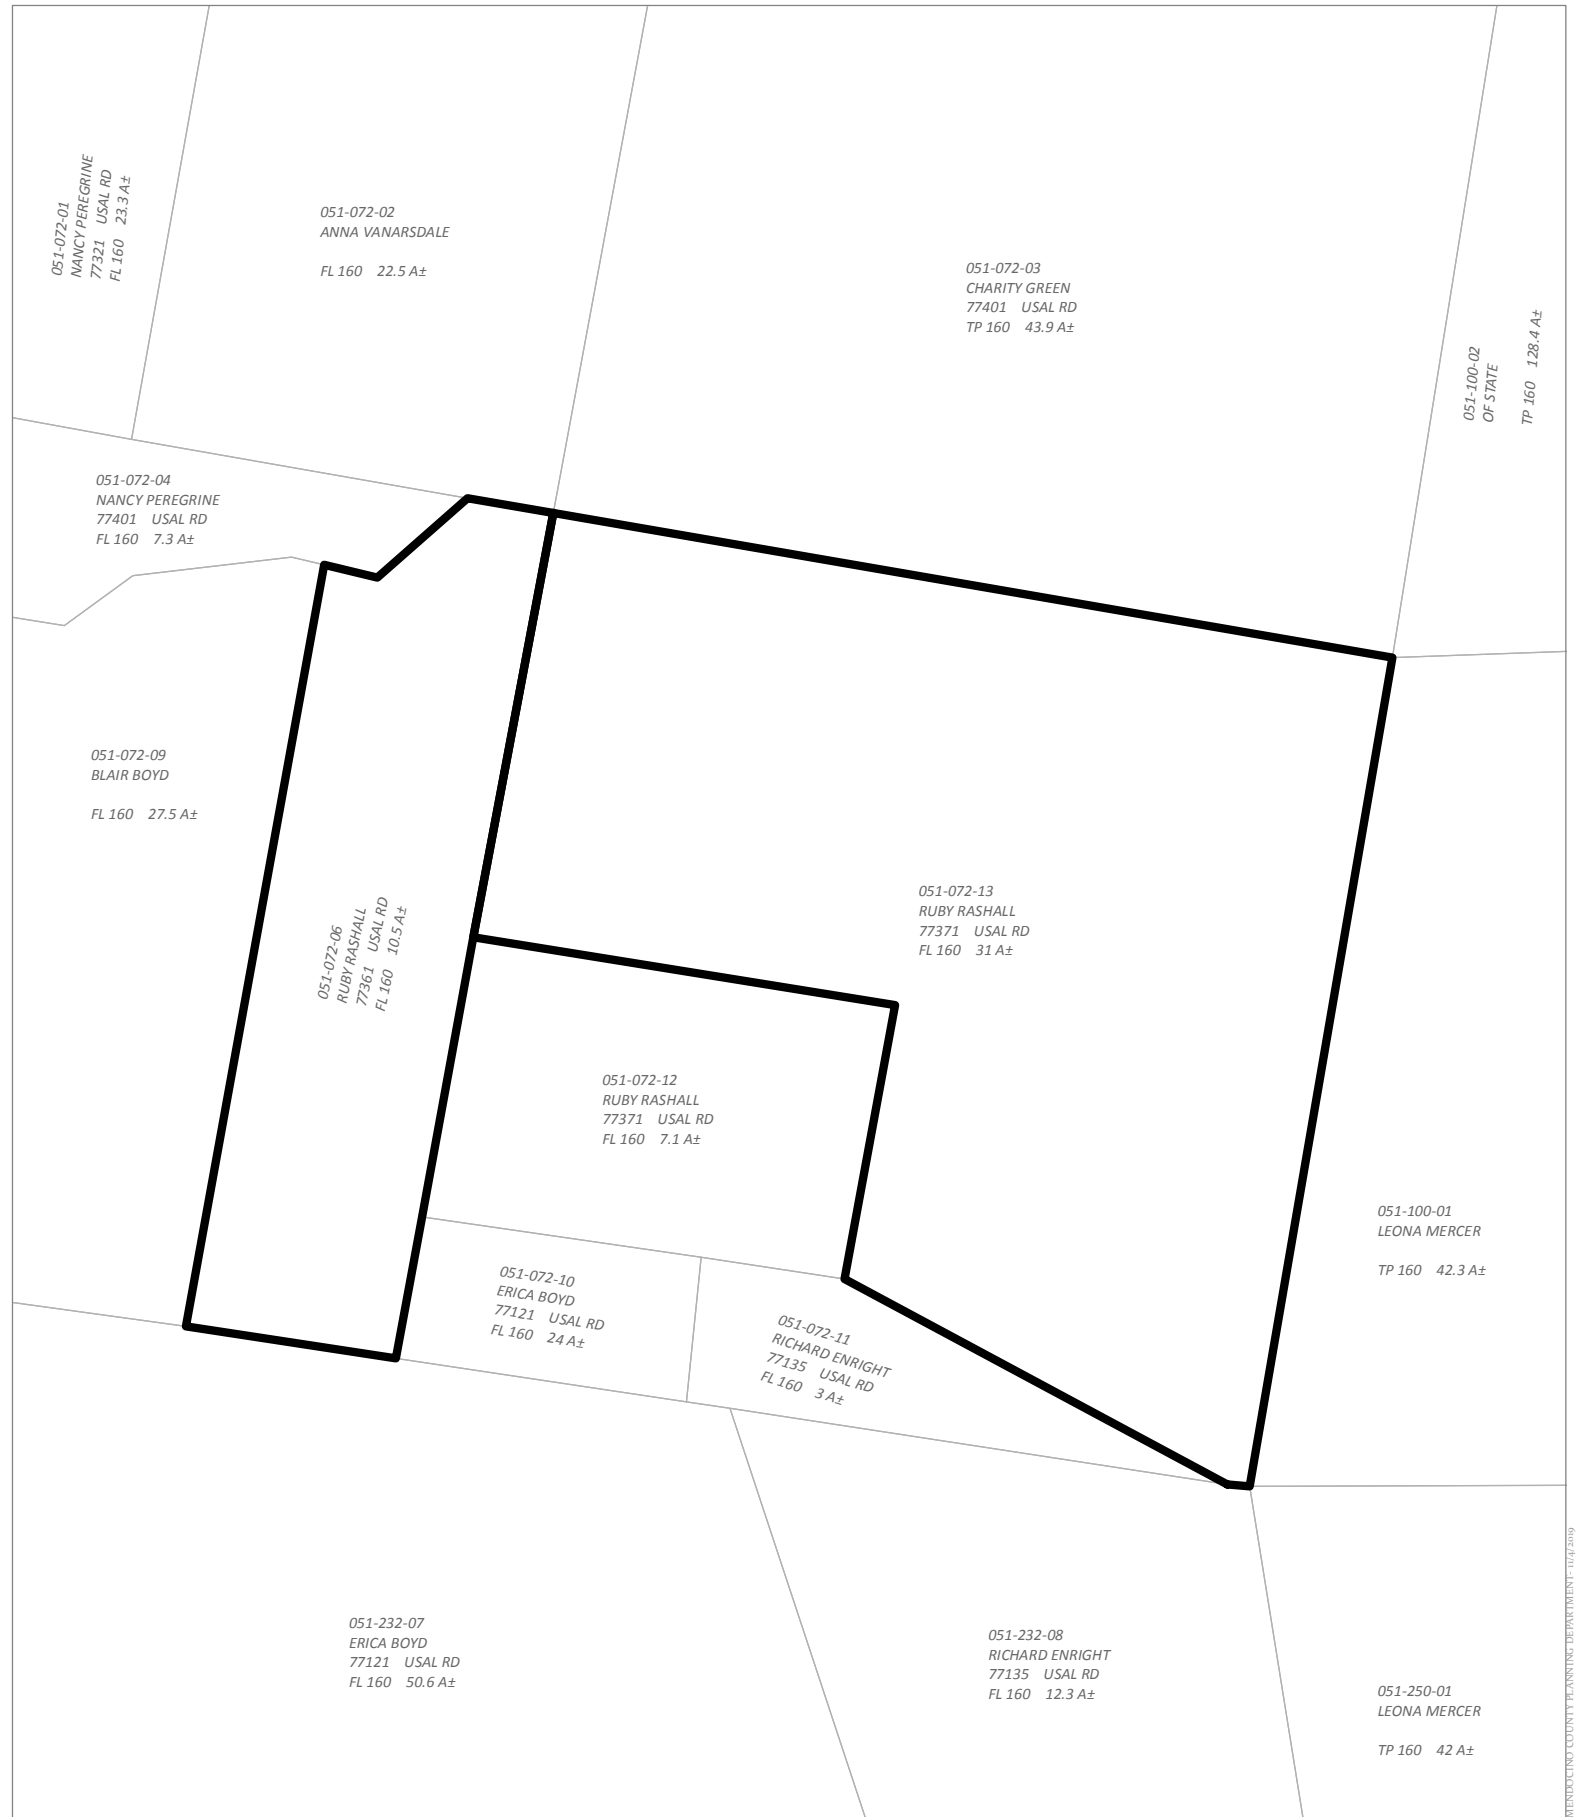 051-072-01
NANCY PEREGRINE
77321 USAL RD
FL 160 23.3 A±
051-072-02
ANNA VANARSDALE
FL 160 22.5 A±
051-072-03
CHARITY GREEN
77401 USAL RD
TP 160 43.9 A±
051-100-02
OF STATE
TP 160 128.4 A±
051-072-04
NANCY PEREGRINE
77401 USAL RD
FL 160 7.3 A±
051-072-09
BLAIR BOYD
FL 160 27.5 A±
051-072-06
RUBY RASHALL
77361 USAL RD
FL 160 10.5 A±
051-072-13
RUBY RASHALL
77371 USAL RD
FL 160 31 A±
051-072-12
RUBY RASHALL
77371 USAL RD
FL 160 7.1 A±
051-100-01
LEONA MERCER
TP 160 42.3 A±
051-072-10
ERICA BOYD
77121 USAL RD
FL 160 24 A±
051-072-11
RICHARD ENRIGHT
77135 USAL RD
FL 160 3 A±
051-232-07
ERICA BOYD
77121 USAL RD
FL 160 50.6 A±
051-232-08
RICHARD ENRIGHT
77135 USAL RD
FL 160 12.3 A±
051-250-01
LEONA MERCER
TP 160 42 A±
MENDOCINO COUNTY PLANNING DEPARTMENT- 11/4/2019